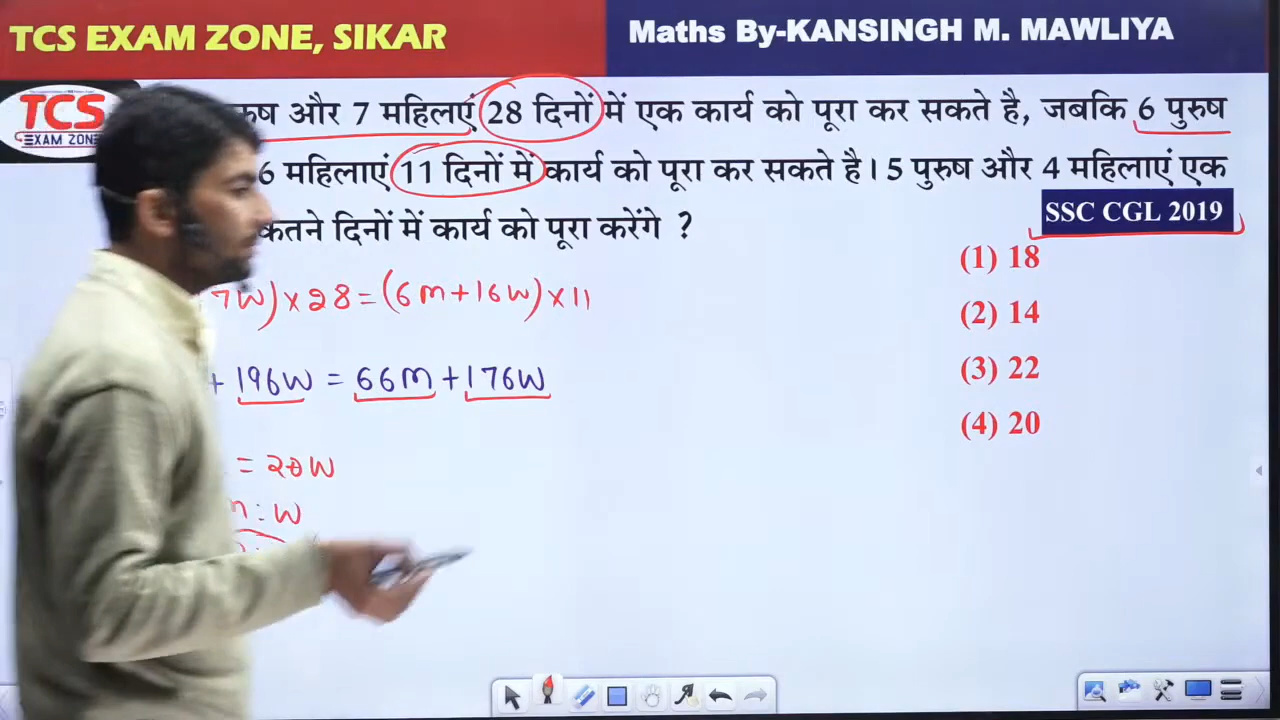 TCS EXAM ZONE, SIKAR
Maths By-KANSINGH M. MAWLIYA
TCS
EXAM ZONE
रुष और 7 महिलाएं 28 दिनों में एक कार्य को पूरा कर सकते है, जबकि 6 पुरुष
6 महिलाएं 11 दिनों में कार्य को पूरा कर सकते है। 5 पुरुष और 4 महिलाएं एक
कतने दिनों में कार्य को पूरा करेंगे ?
SSC CGL 2019
(1) 18
(2) 14
(3) 22
(4) 20
7W) × 28 = (6m + 16W) × 11
+ 196W = 66m + 176W
= 20W
m : W